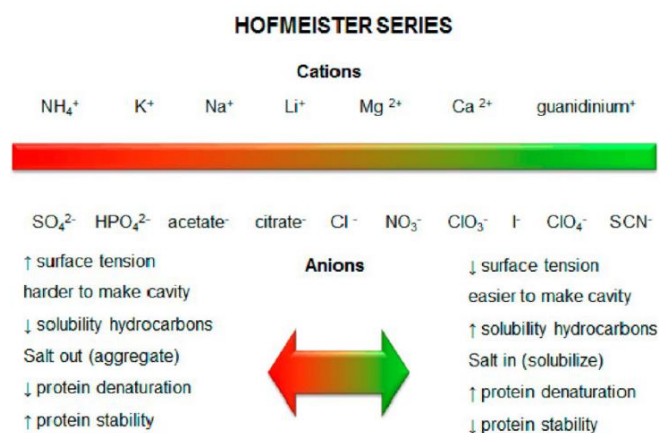 HOFMEISTER SERIES
Cations
NH₄⁺ K⁺ Na⁺ Li⁺ Mg ²⁺ Ca ²⁺ guanidinium⁺
SO₄²⁻ HPO₄²⁻ acetate⁻ citrate⁻ Cl ⁻ NO₃⁻ ClO₃⁻ I⁻ ClO₄⁻ SCN⁻
Anions
↑ surface tension
harder to make cavity
↓ solubility hydrocarbons
Salt out (aggregate)
↓ protein denaturation
↑ protein stability
↓ surface tension
easier to make cavity
↑ solubility hydrocarbons
Salt in (solubilize)
↑ protein denaturation
↓ protein stability